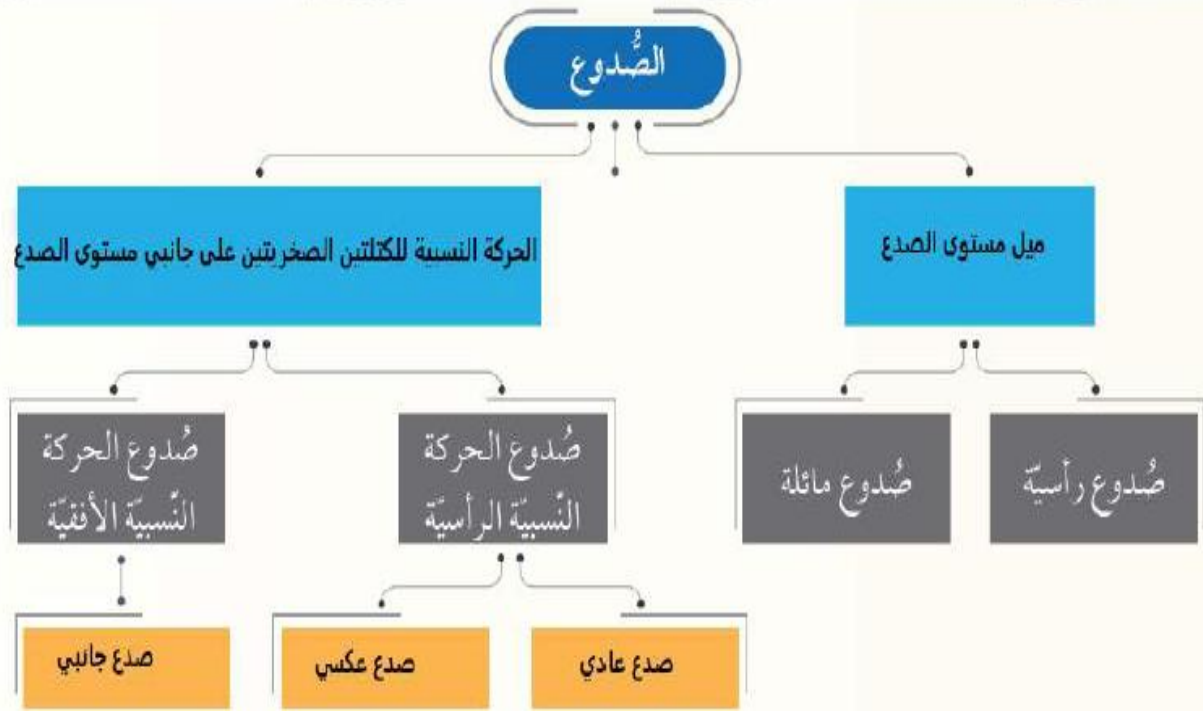 الصُّدوع
ميل مستوى الصدع
الحركة النسبية للكتلتين الصخريتين على جانبي مستوى الصدع
صُدوع رأسيّة
صُدوع مائلة
صُدوع الحركة
النّسبيّة الرأسيّة
صُدوع الحركة
النّسبيّة الأفقيّة
صدع عادي
صدع عكسي
صدع جانبي